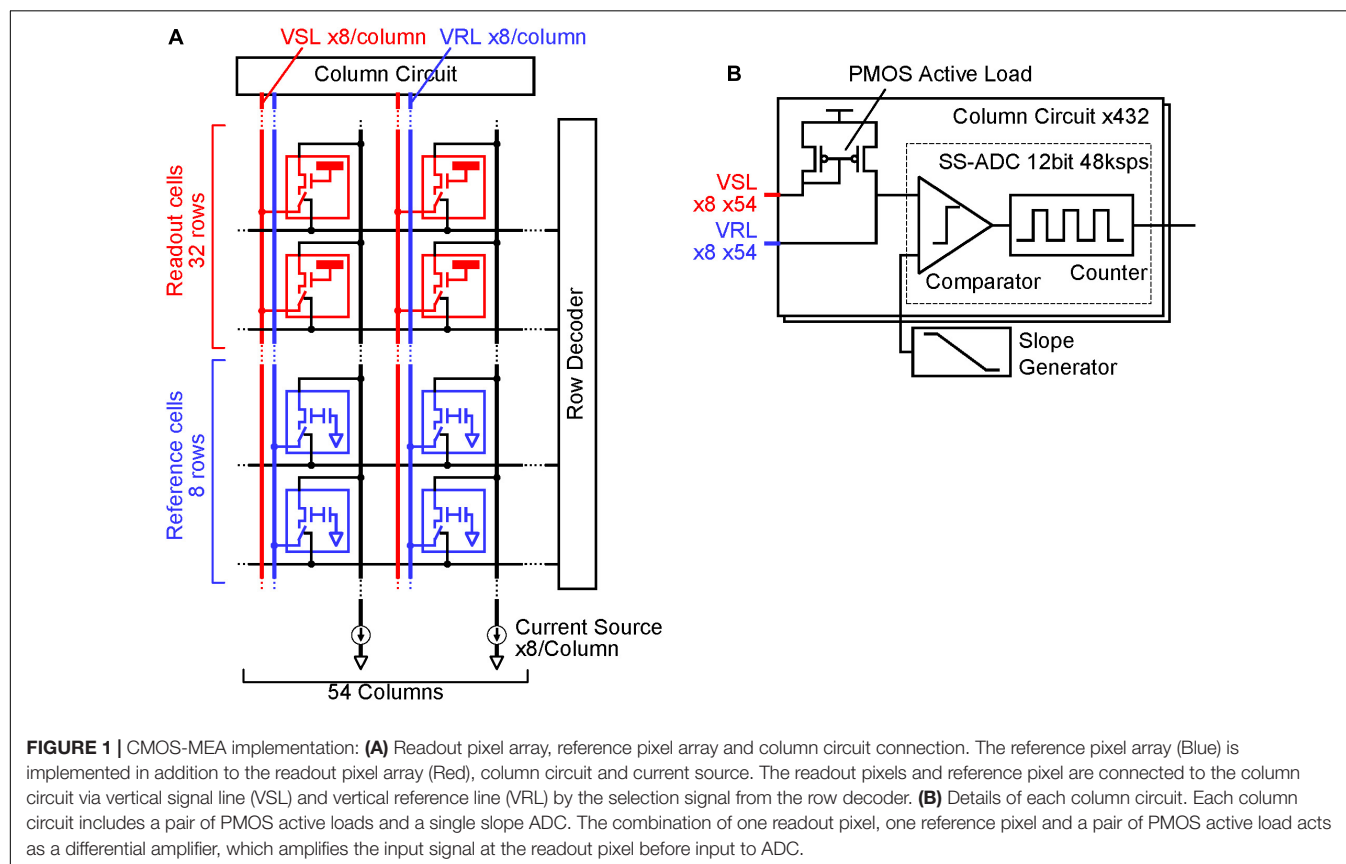 A
VSL x8/column
VRL x8/column
Column Circuit
Readout cells
32 rows
Reference cells
8 rows
Row Decoder
Current Source
x8/Column
54 Columns
B
PMOS Active Load
Column Circuit x432
SS-ADC 12bit 48ksps
VSL
x8 x54
VRL
x8 x54
Comparator
Counter
Slope
Generator
FIGURE 1 | CMOS-MEA implementation: (A) Readout pixel array, reference pixel array and column circuit connection. The reference pixel array (Blue) is
implemented in addition to the readout pixel array (Red), column circuit and current source. The readout pixels and reference pixel are connected to the column
circuit via vertical signal line (VSL) and vertical reference line (VRL) by the selection signal from the row decoder. (B) Details of each column circuit. Each column
circuit includes a pair of PMOS active loads and a single slope ADC. The combination of one readout pixel, one reference pixel and a pair of PMOS active load acts
as a differential amplifier, which amplifies the input signal at the readout pixel before input to ADC.